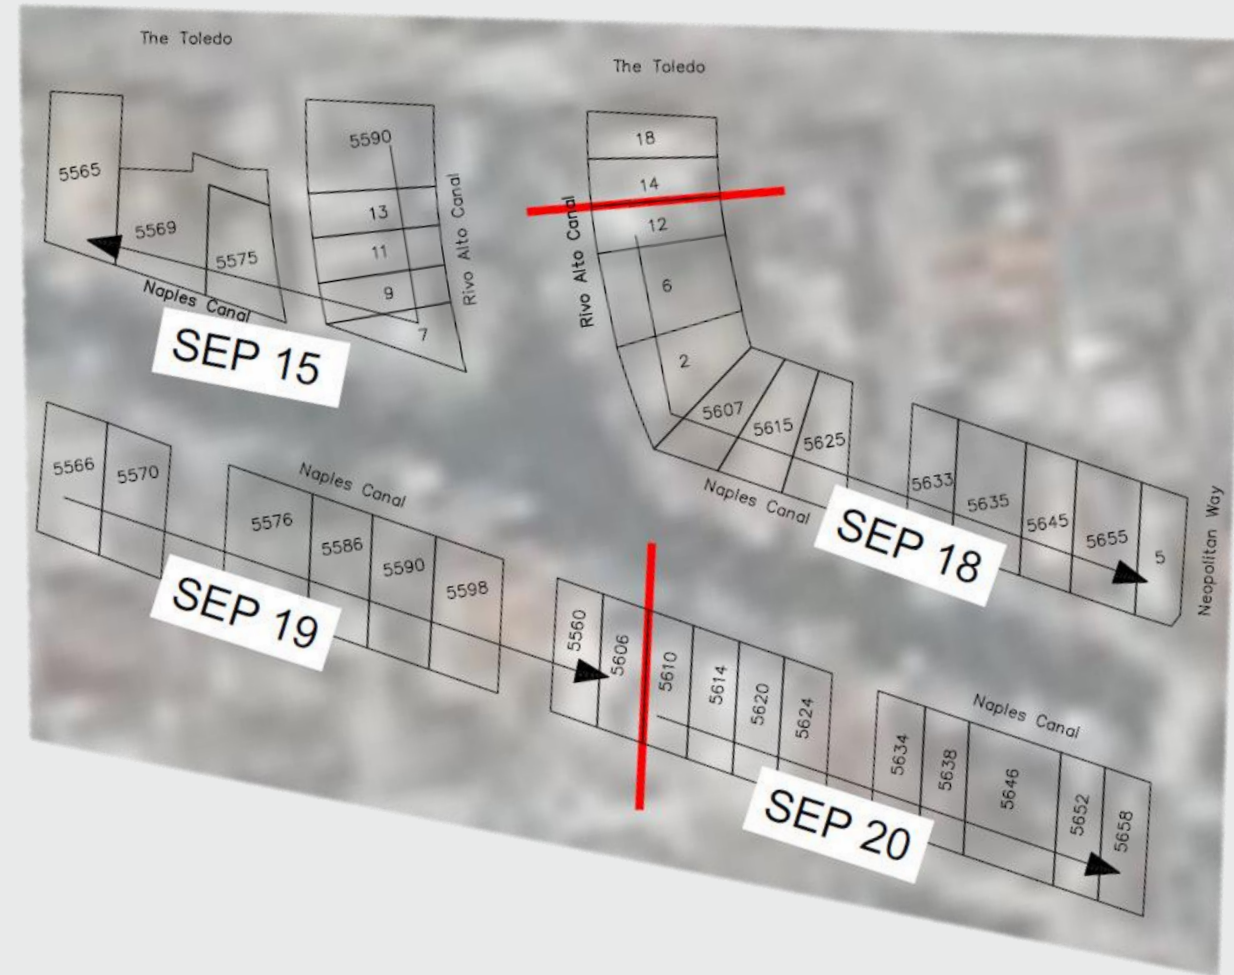 The Toledo
The Toledo
5565
5569
5575
Naples Canal
SEP 15
5590
13
11
9
7
Rivo Alto Canal
18
14
12
6
2
Rivo Alto Canal
5607
5615
5625
Naples Canal
SEP 18
5633
5635
5645
5655
5
Neopolitan Way
5566
5570
5576
5586
5590
5598
Naples Canal
SEP 19
5560
5606
5610
5614
5620
5624
SEP 20
5634
5638
5646
5652
5658
Naples Canal